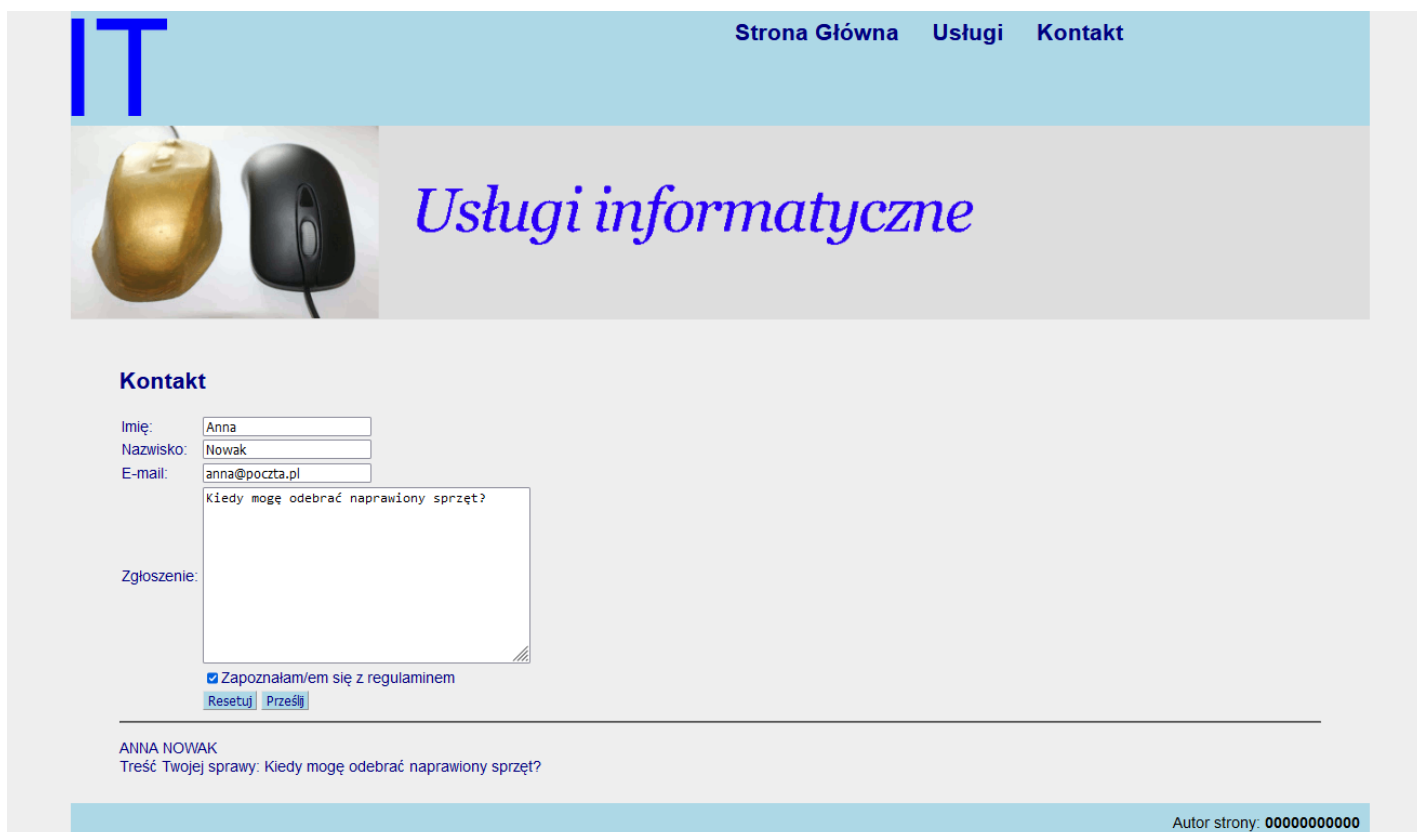 IT
Strona Główna Usługi Kontakt
Usługi informatyczne
Kontakt
Imię: Anna
Nazwisko: Nowak
E-mail: anna@poczta.pl
Zgłoszenie: Kiedy mogę odebrać naprawiony sprzęt?
Zapoznałam/em się z regulaminem
Resetuj Prześlij
ANNA NOWAK
Treść Twojej sprawy: Kiedy mogę odebrać naprawiony sprzęt?
Autor strony: 00000000000